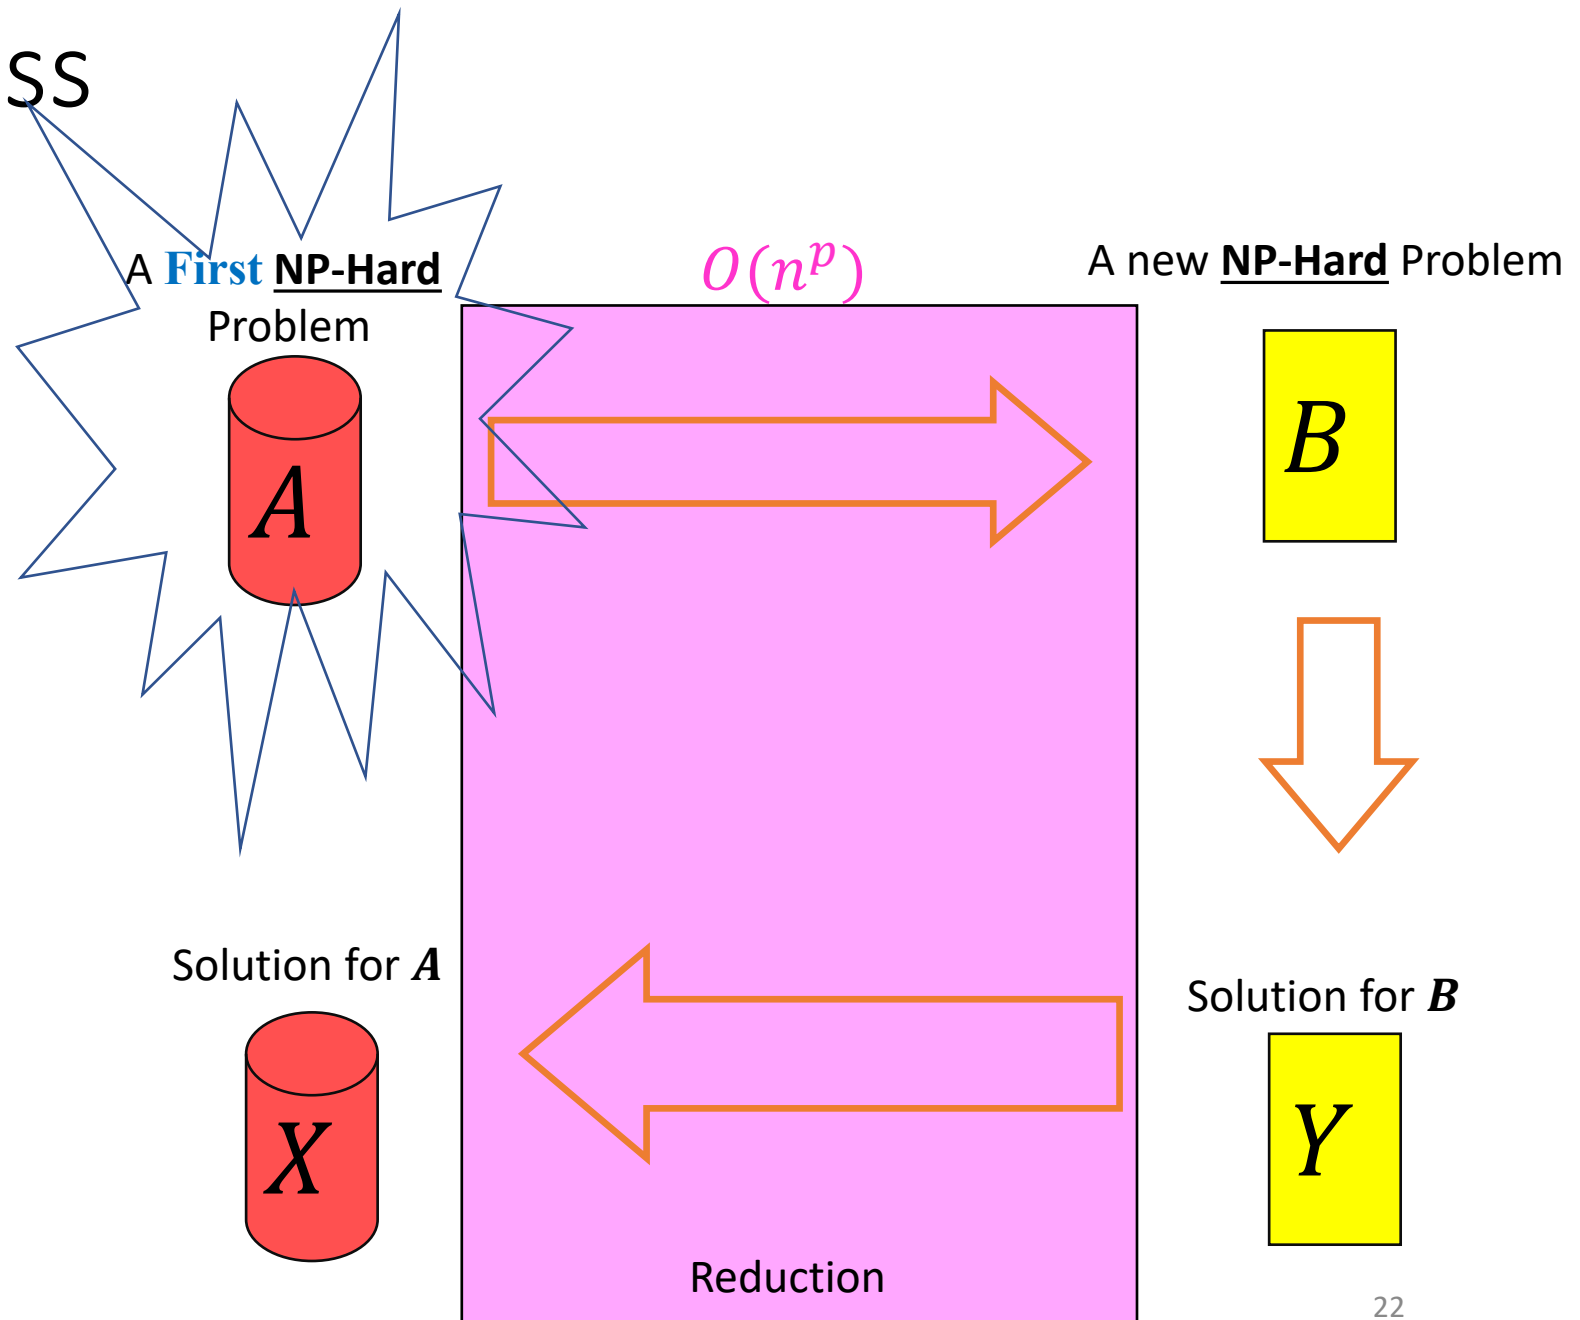 ss
A First NP-Hard
Problem
O(n^p)
A new NP-Hard Problem
A
B
Solution for A
Solution for B
X
Y
Reduction
22